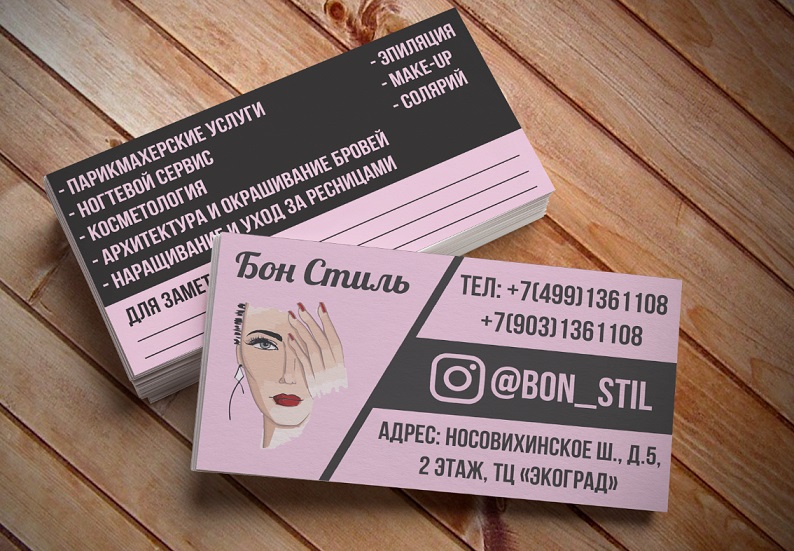 - ПАРИКМАХЕРСКИЕ УСЛУГИ
- НОГТЕВОЙ СЕРВИС
- КОСМЕТОЛОГИЯ
- АРХИТЕКТУРА И ОКРАШИВАНИЕ БРОВЕЙ
- НАРАЩИВАНИЕ И УХОД ЗА РЕСНИЦАМИ
- ЭПИЛЯЦИЯ
- MAKE-UP
- СОЛЯРИЙ
ДЛЯ
Бон Стиль
ТЕЛ: +7(499)1361108
+7(903)1361108
@BON_STIL
АДРЕС: НОСОВИХИНСКОЕ Ш., Д.5,
2 ЭТАЖ, ТЦ «ЭКОГРАД»